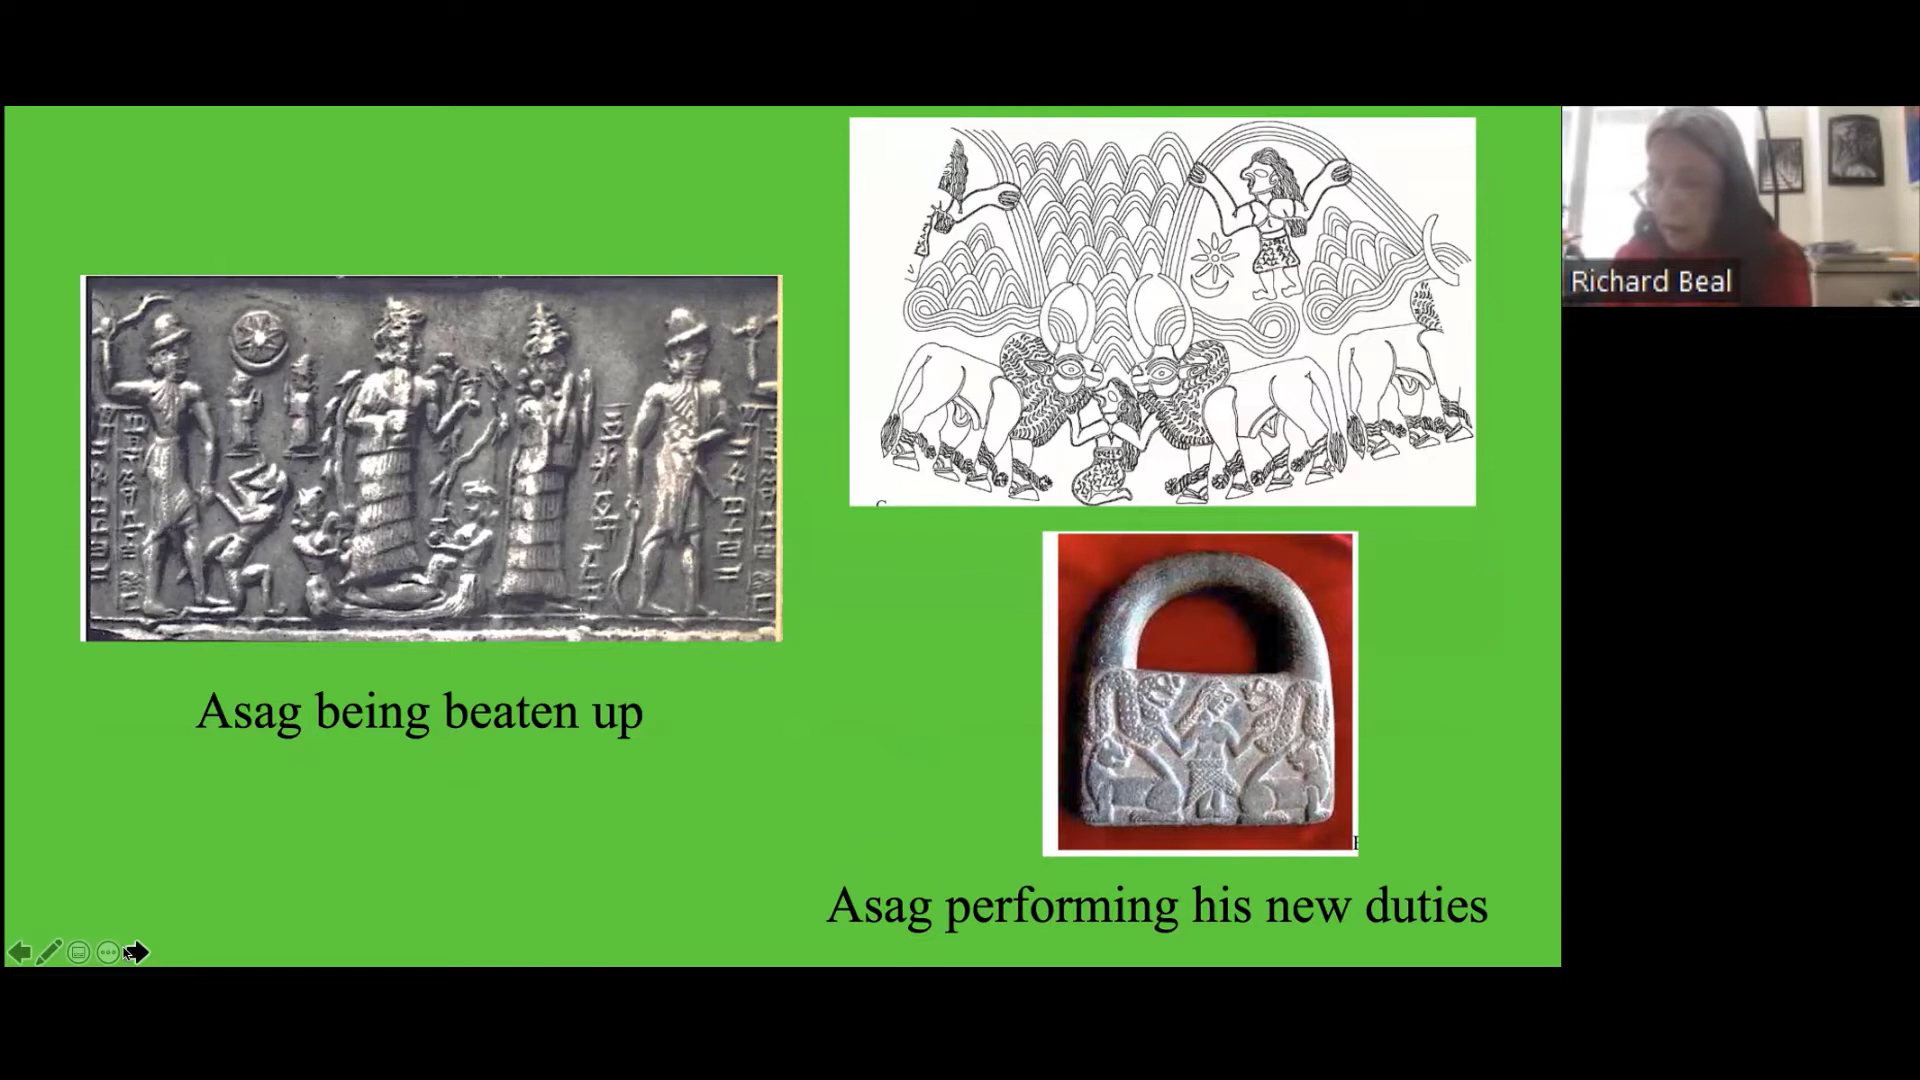 Asag being beaten up
Asag performing his new duties
Richard Beal